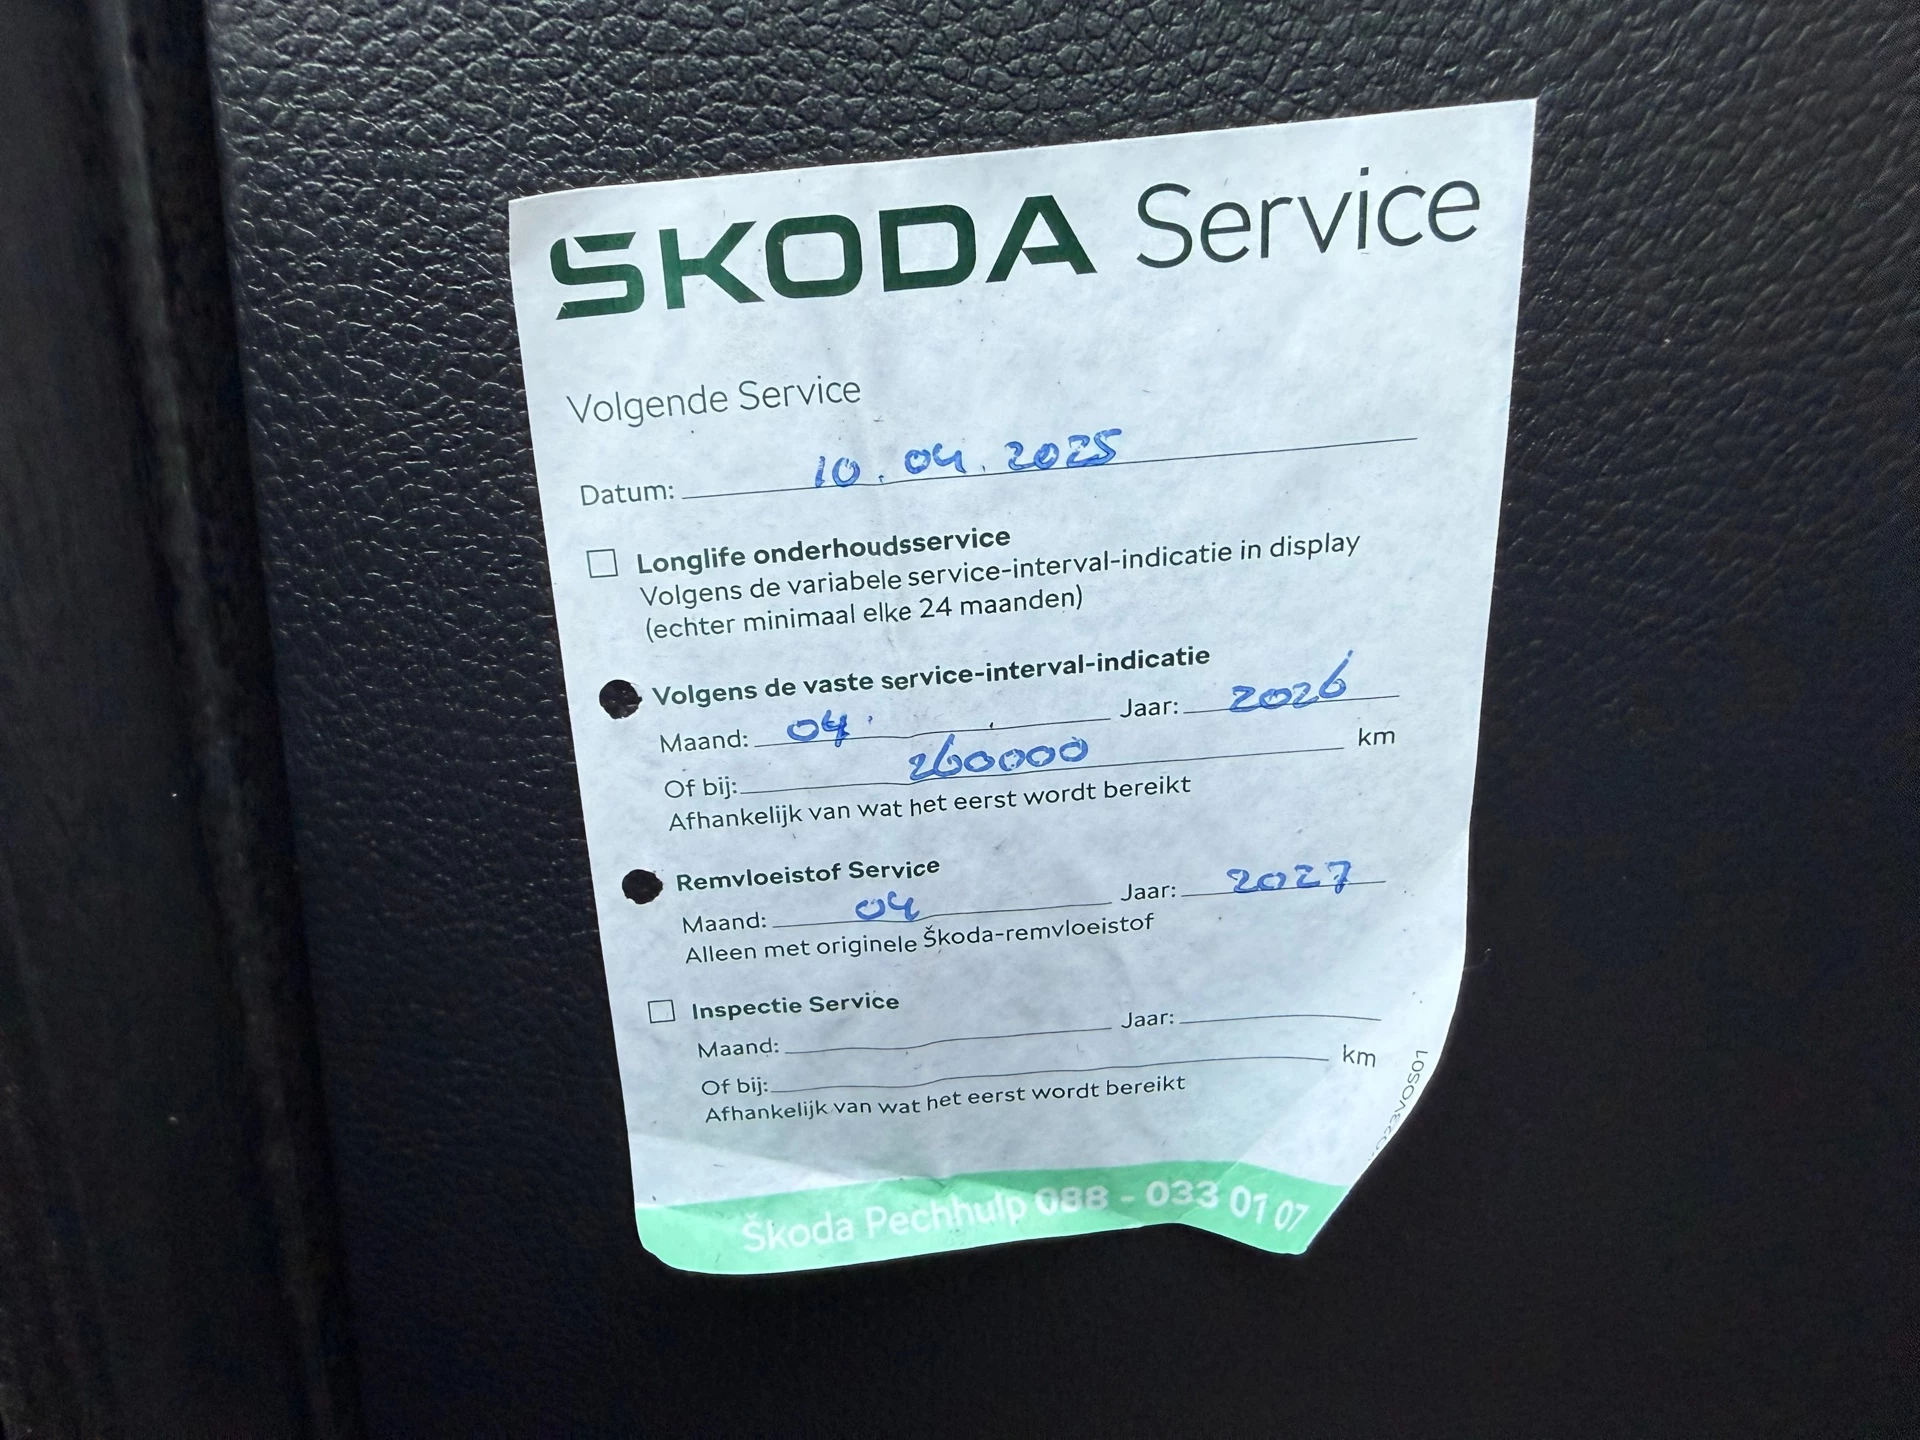 ŠKODA Service
Volgende Service
Datum: 10.04.2025
Longlife onderhoudsservice
Volgens de variabele service-interval-indicatie in display
(echter minimaal elke 24 maanden)
Volgens de vaste service-interval-indicatie
Maand: 04 Jaar: 2026
Of bij: 260000 km
Afhankelijk van wat het eerst wordt bereikt
Remvloeistof Service
Maand: 04 Jaar: 2027
Alleen met originele Škoda-remvloeistof
Inspectie Service
Maand: Jaar:
Of bij: km
Afhankelijk van wat het eerst wordt bereikt
Škoda Pechhulp 088 - 033 01 07